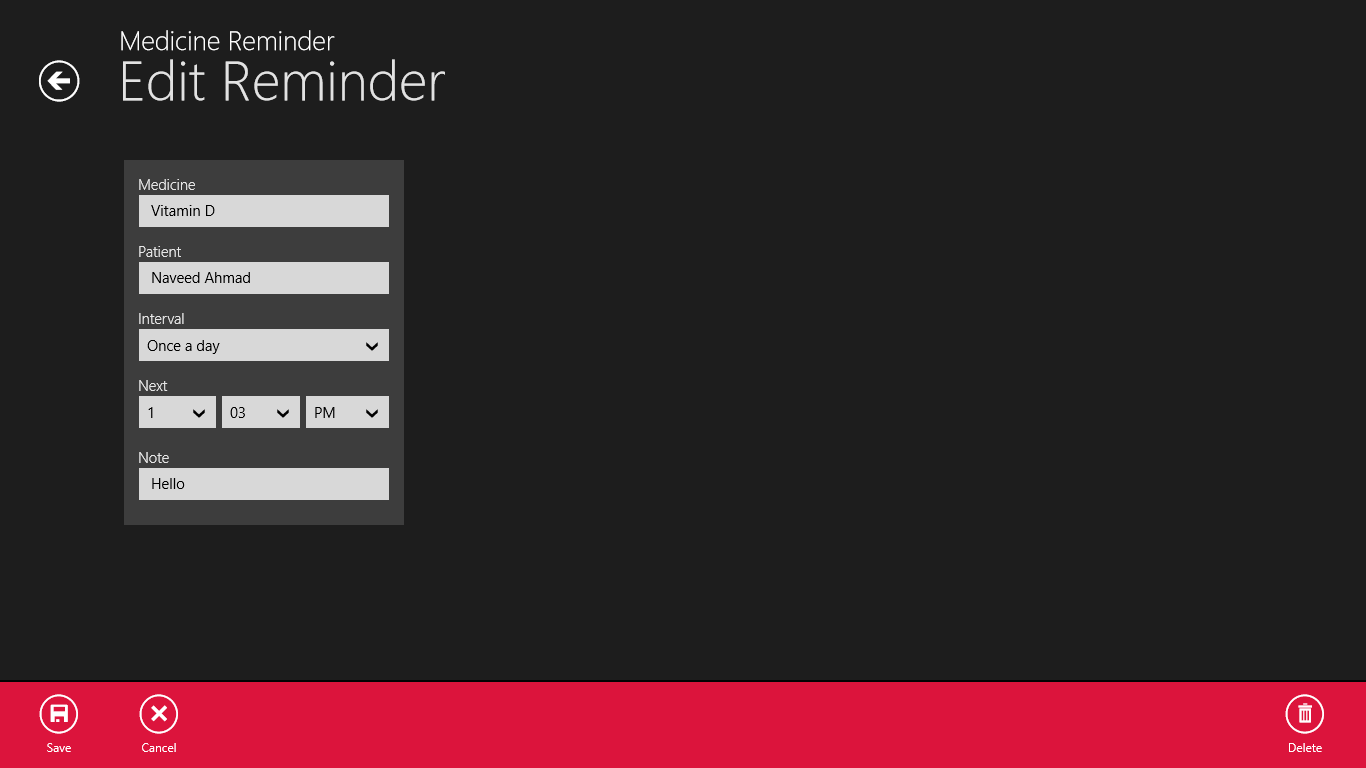 Medicine Reminder
Edit Reminder
Medicine
Vitamin D
Patient
Naveed Ahmad
Interval
Once a day
Next
1 03 PM
Note
Hello
Save Cancel Delete